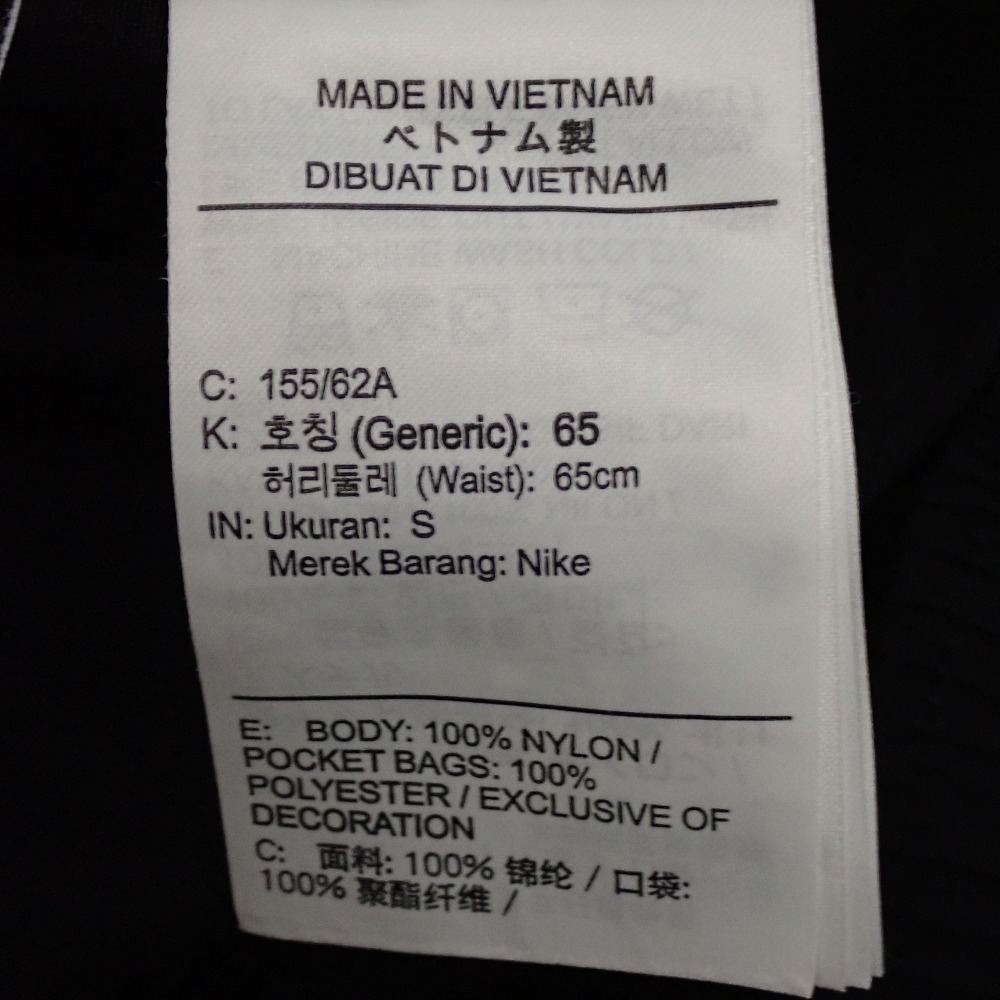 MADE IN VIETNAM
ベトナム製
DIBUAT DI VIETNAM
C: 155/62A
K: 호칭 (Generic): 65
허리둘레 (Waist): 65cm
IN: Ukuran: S
Merek Barang: Nike
E: BODY: 100% NYLON /
POCKET BAGS: 100%
POLYESTER / EXCLUSIVE OF
DECORATION
C: 面料: 100% 锦纶 / 口袋:
100% 聚酯纤维 /